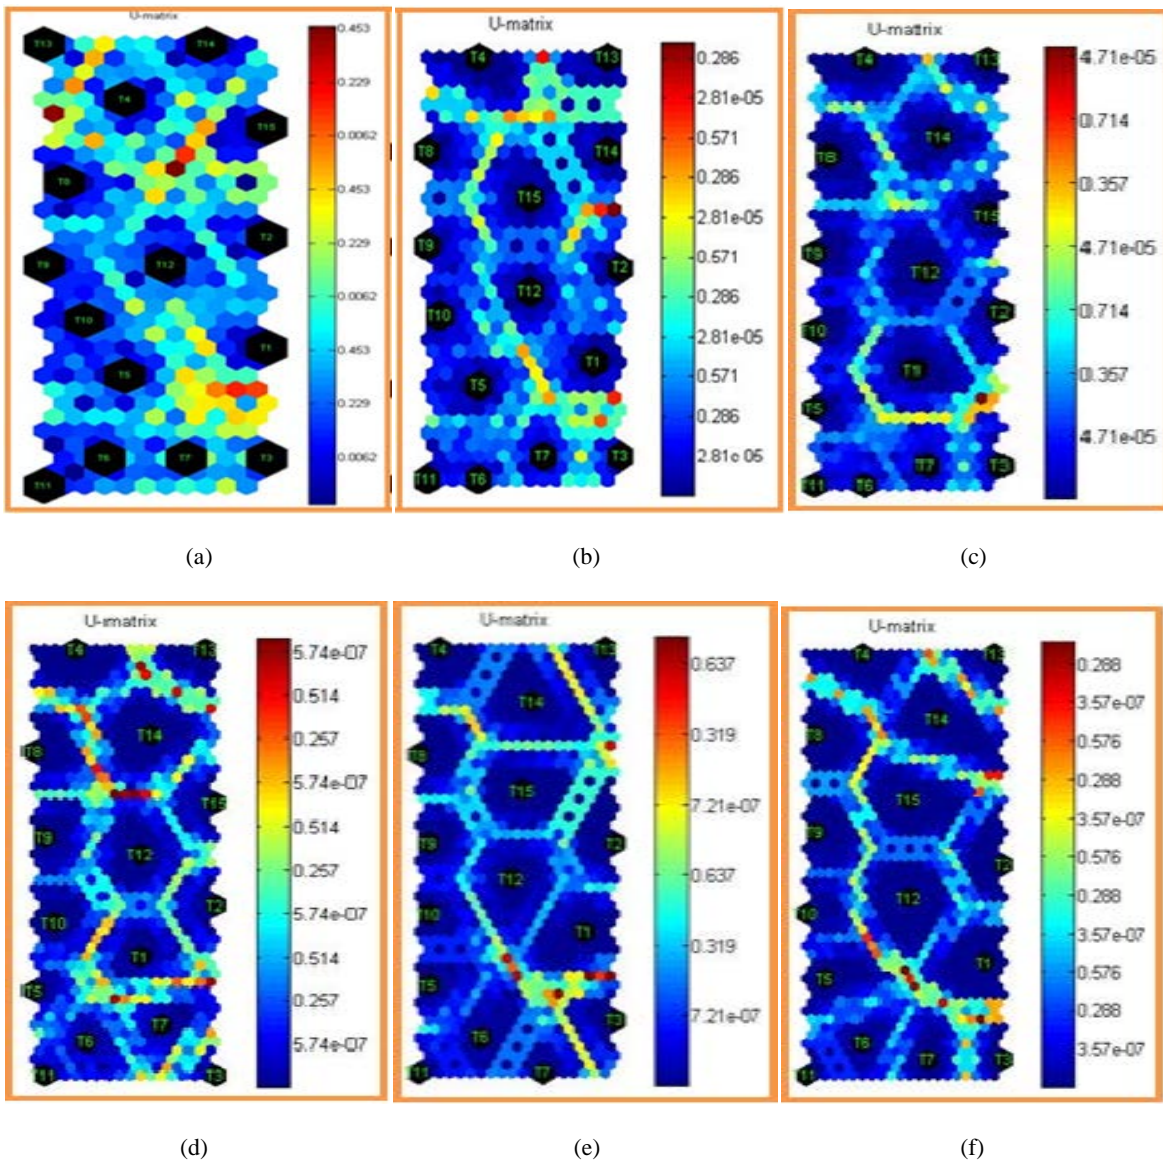 U-matrix
T13
T14
T4
T15
T8
T2
T9
T12
T10
T1
T5
T6
T7
T3
T11
0.453
0.229
0.0062
0.453
0.229
0.0062
0.453
0.229
0.0062
(a)
U-matrix
T4
T13
T8
T14
T15
T9
T2
T12
T10
T1
T5
T7
T3
T11
T6
0.286
2.81e-05
0.571
0.286
2.81e-05
0.571
0.286
2.81e-05
0.571
0.286
2.81e-05
(b)
U-matrix
T4
T13
T14
T8
T15
T9
T12
T10
T2
T5
T7
T3
T11
T6
4.71e-05
0.714
0.357
4.71e-05
0.714
0.357
4.71e-05
(c)
U-matrix
T4
T13
T14
T8
T15
T9
T12
T10
T2
T1
T5
T7
T6
T11
T3
5.74e-07
0.514
0.257
5.74e-07
0.514
0.257
5.74e-07
0.514
0.257
5.74e-07
(d)
U-matrix
T4
T13
T14
T8
T15
T9
T2
T12
T10
T1
T5
T3
T6
T11
T7
0.637
0.319
7.21e-07
0.637
0.319
7.21e-07
(e)
U-matrix
T4
T13
T14
T8
T15
T9
T2
T12
T10
T1
T5
T6
T7
T3
T11
0.288
3.57e-07
0.576
0.288
3.57e-07
0.576
0.288
3.57e-07
0.576
0.288
3.57e-07
(f)